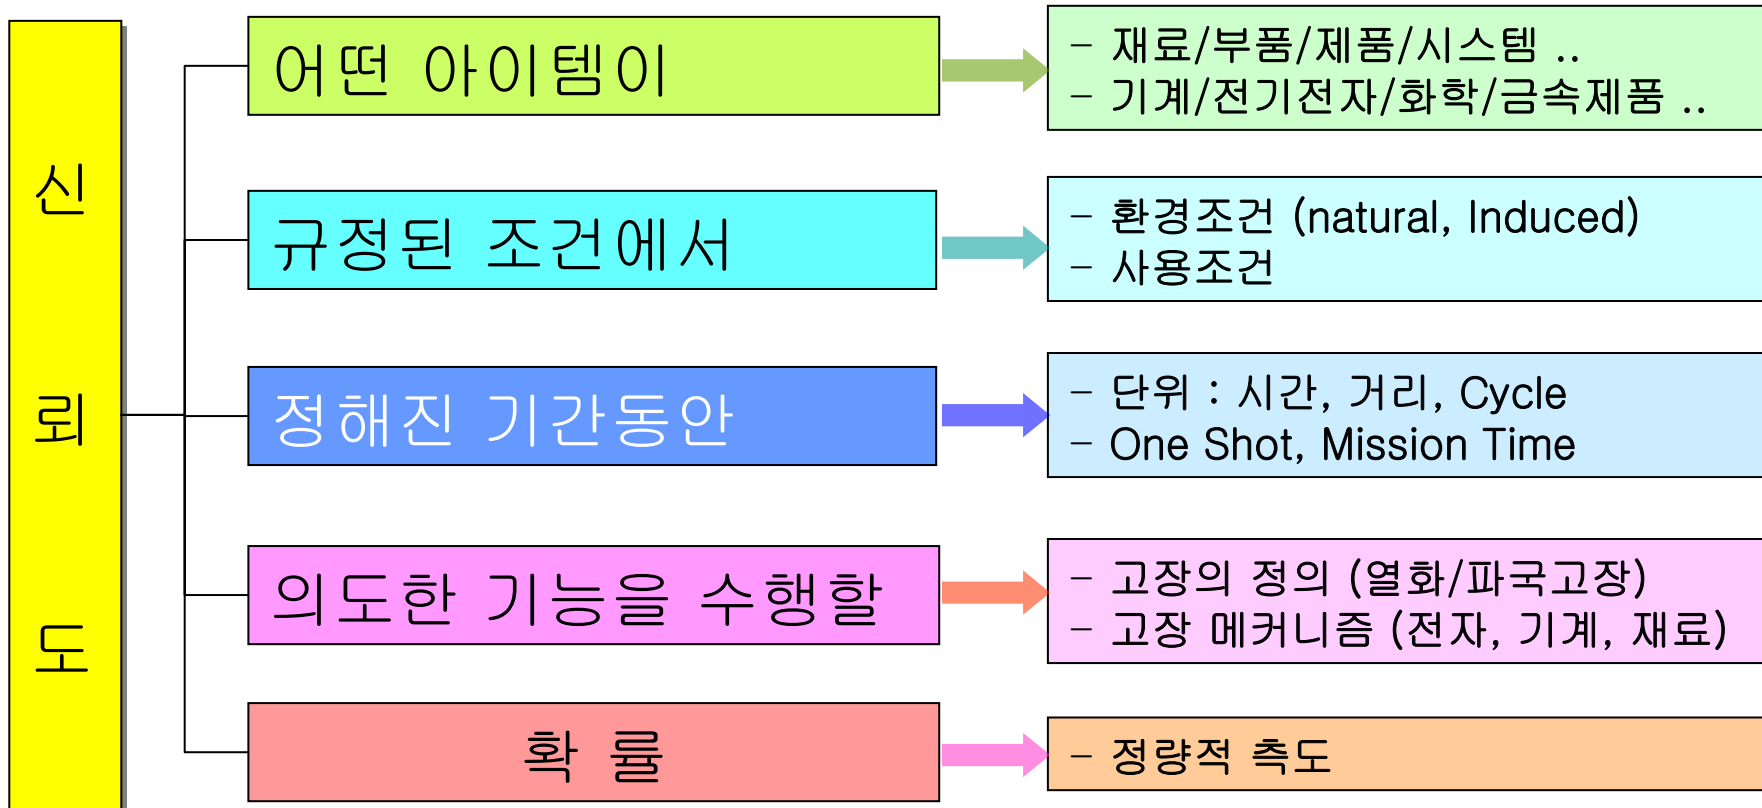 신뢰도
어떤 아이템이
- 재료/부품/제품/시스템 ..
- 기계/전기전자/화학/금속제품 ..
규정된 조건에서
- 환경조건 (natural, Induced)
- 사용조건
정해진 기간동안
- 단위 : 시간, 거리, Cycle
- One Shot, Mission Time
의도한 기능을 수행할
- 고장의 정의 (열화/파국고장)
- 고장 메커니즘 (전자, 기계, 재료)
확 률
- 정량적 측도